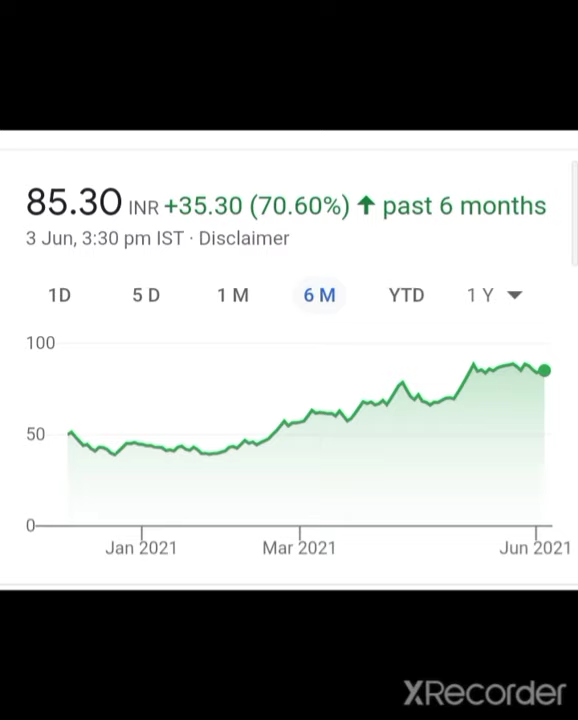 85.30 INR +35.30 (70.60%) ↑ past 6 months
3 Jun, 3:30 pm IST · Disclaimer
1D 5 D 1 M 6 M YTD 1 Y
100
50
0
Jan 2021 Mar 2021 Jun 2021
XRecorder